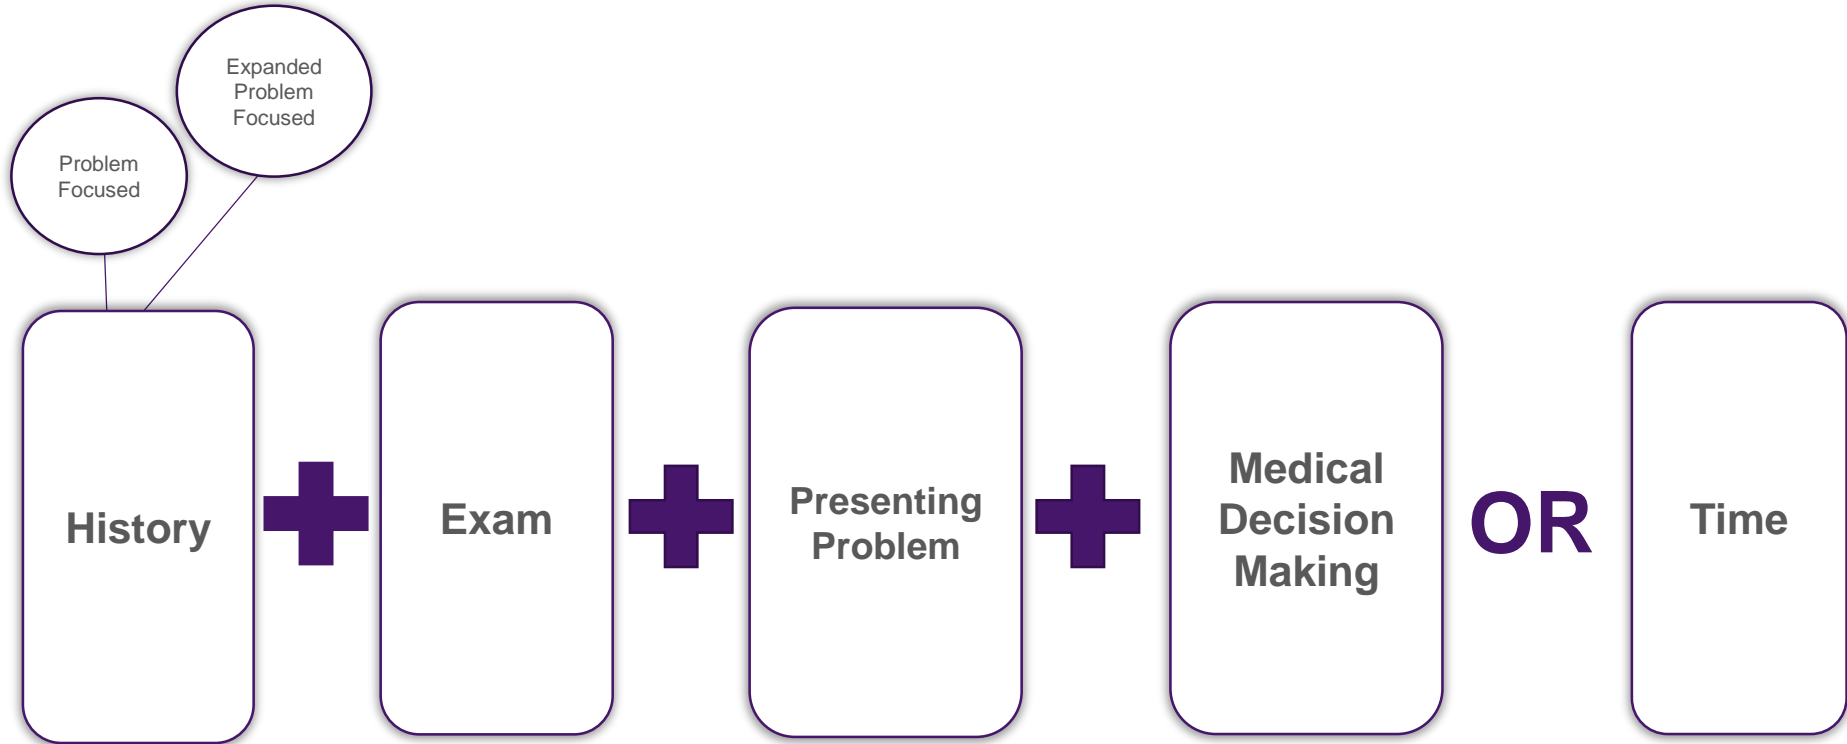 Expanded
Problem
Focused
Problem
Focused
History
Exam
Presenting
Problem
Medical
Decision
Making
OR
Time